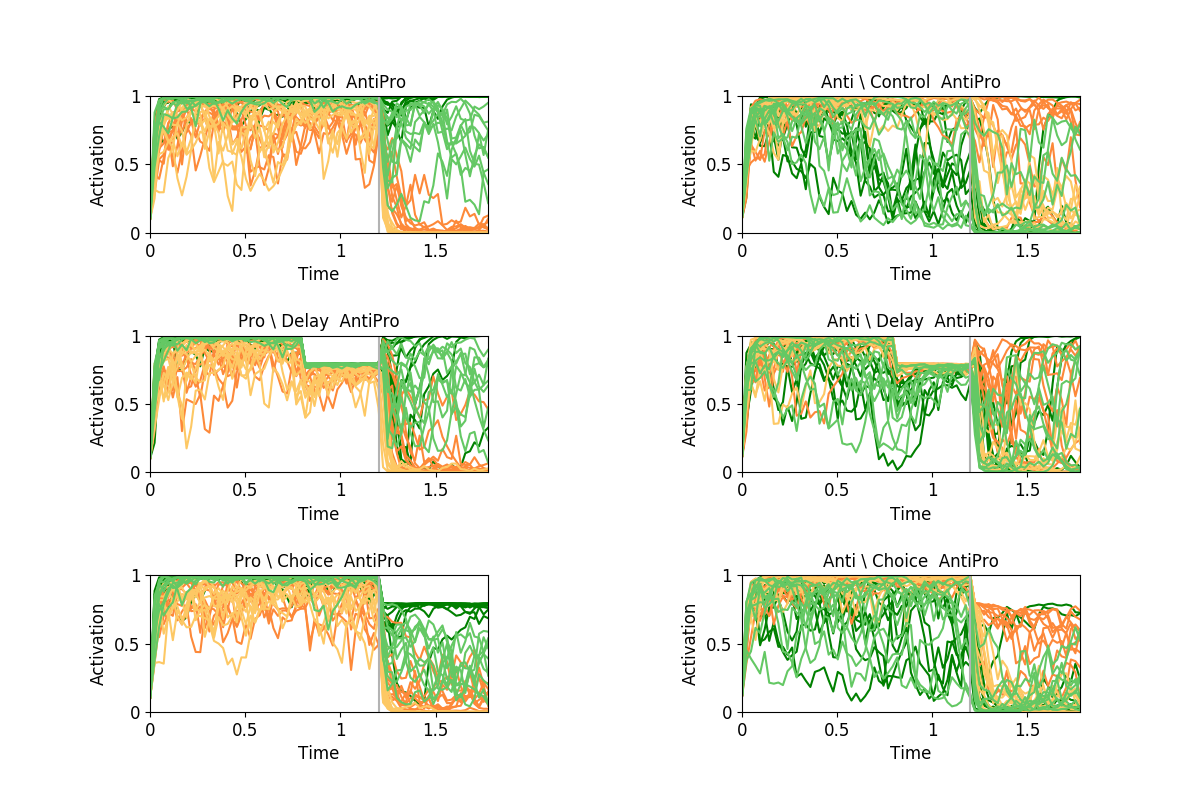 Pro \ Control  AntiPro
1
0.5
0
Activation
0 0.5 1 1.5
Time
Anti \ Control  AntiPro
1
0.5
0
Activation
0 0.5 1 1.5
Time
Pro \ Delay  AntiPro
1
0.5
0
Activation
0 0.5 1 1.5
Time
Anti \ Delay  AntiPro
1
0.5
0
Activation
0 0.5 1 1.5
Time
Pro \ Choice  AntiPro
1
0.5
0
Activation
0 0.5 1 1.5
Time
Anti \ Choice  AntiPro
1
0.5
0
Activation
0 0.5 1 1.5
Time